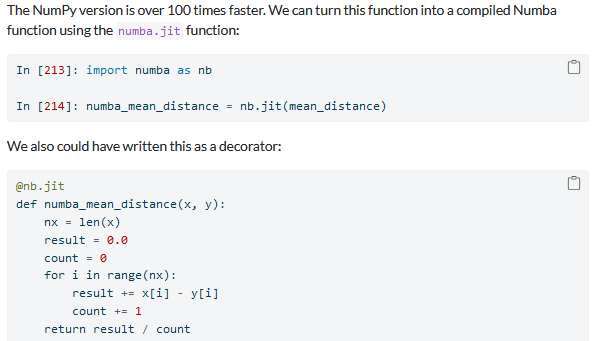 The NumPy version is over 100 times faster. We can turn this function into a compiled Numba
function using the numba.jit function:
In [213]: import numba as nb
In [214]: numba_mean_distance = nb.jit(mean_distance)
We also could have written this as a decorator:
@nb.jit
def numba_mean_distance(x, y):
    nx = len(x)
    result = 0.0
    count = 0
    for i in range(nx):
        result += x[i] - y[i]
        count += 1
    return result / count